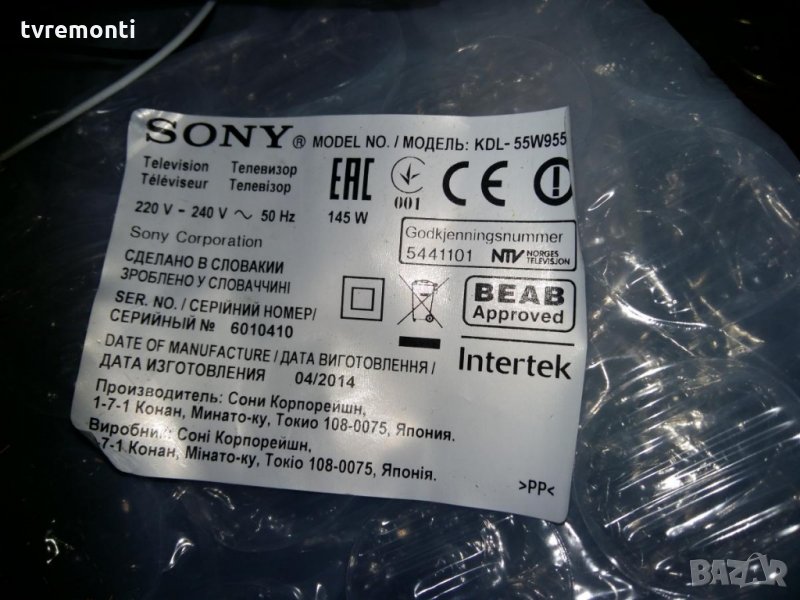 tvremonti
SONY® MODEL NO. / МОДЕЛЬ: KDL- 55W955
Television Телевизор
Téléviseur Телевізор
220 V - 240 V ~ 50 Hz 145 W
EAC 001 CE
Sony Corporation
Godkjenningsnummer
5441101 NTV NORGES TELEVISJON
СДЕЛАНО В СЛОВАКИИ
ЗРОБЛЕНО У СЛОВАЧЧИНІ
SER. NO. / СЕРІЙНИЙ НОМЕР/
СЕРИЙНЫЙ № 6010410
BEAB
Approved
Intertek
DATE OF MANUFACTURE / ДАТА ВИГОТОВЛЕННЯ /
ДАТА ИЗГОТОВЛЕНИЯ 04/2014
Производитель: Сони Корпорейшн,
1-7-1 Конан, Минато-ку, Токио 108-0075, Япония.
Виробник: Соні Корпорейшн,
-7-1 Конан, Мінато-ку, Токіо 108-0075, Японія.
>PP<
BAZAR